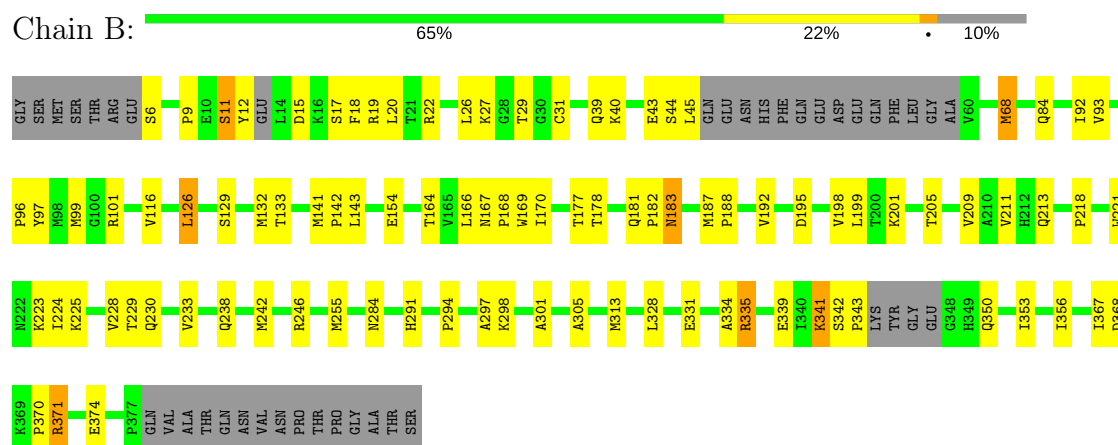 Chain B:
65% 22% • 10%
GLY SER MET SER THR ARG GLU S6 P9 E10 S11 Y12 GLU L14 D15 K16 S17 F18 R19 L20 T21 R22 L26 K27 G28 T29 G30 C31 Q39 K40 E43 S44 L45 GLN GLU ASN HIS PHE GLN GLU ASP GLU GLN PHE LEU GLY ALA V60 M68 Q84 I92 V93
P96 Y97 M98 M99 G100 R101 V116 L126 S129 M132 T133 M141 P142 L143 E154 T164 V165 L166 N167 P168 W169 I170 T177 T178 Q181 P182 N183 M187 P188 V192 D195 V198 L199 T200 K201 T205 V209 A210 V211 H212 Q213 P218 W221
N222 K223 I224 K225 V228 T229 Q230 V233 Q238 M242 R246 M255 N284 H291 P294 A297 K298 A301 A305 M313 L328 E331 A334 R335 E339 I340 K341 S342 P343 LYS TYR GLY GLU G348 H349 Q350 I353 I356 I367 D368
K369 P370 R371 E374 P377 GLN VAL ALA THR GLN ASN VAL ASN PRO THR PRO GLY ALA THR SER